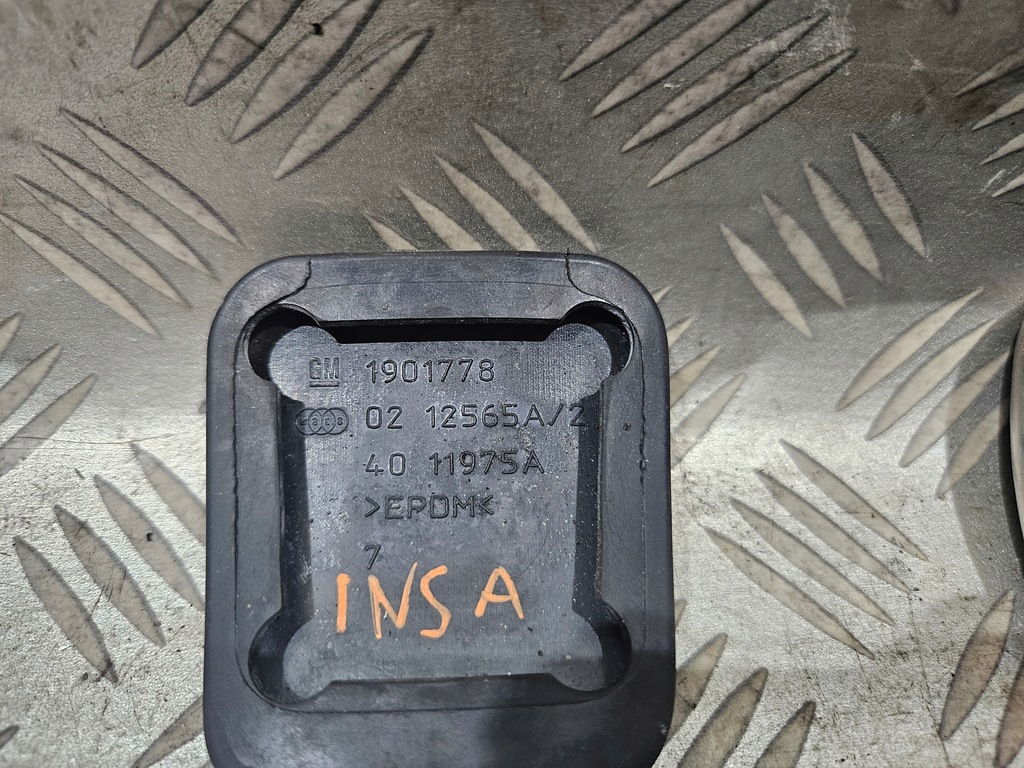 GM 1901778
02 12565A/2
40 11975A
>EPDM<
7
INSA